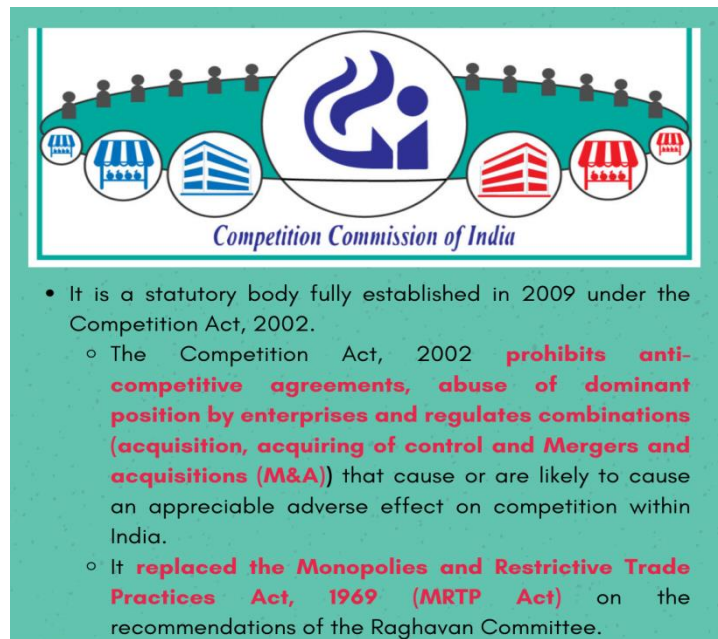 Competition Commission of India
• It is a statutory body fully established in 2009 under the
Competition Act, 2002.
○ The Competition Act, 2002 prohibits anti-
competitive agreements, abuse of dominant
position by enterprises and regulates combinations
(acquisition, acquiring of control and Mergers and
acquisitions (M&A)) that cause or are likely to cause
an appreciable adverse effect on competition within
India.
○ It replaced the Monopolies and Restrictive Trade
Practices Act, 1969 (MRTP Act) on the
recommendations of the Raghavan Committee.